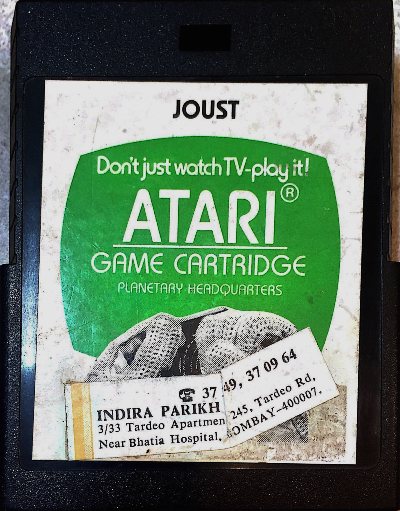 JOUST
Don't just watch TV-play it!
ATARI®
GAME CARTRIDGE
PLANETARY HEADQUARTERS
☎ 37 49, 37 09 64
INDIRA PARIKH
3/33 Tardeo Apartmen 245, Tardeo Rd,
Near Bhatia Hospital, BOMBAY-400007.